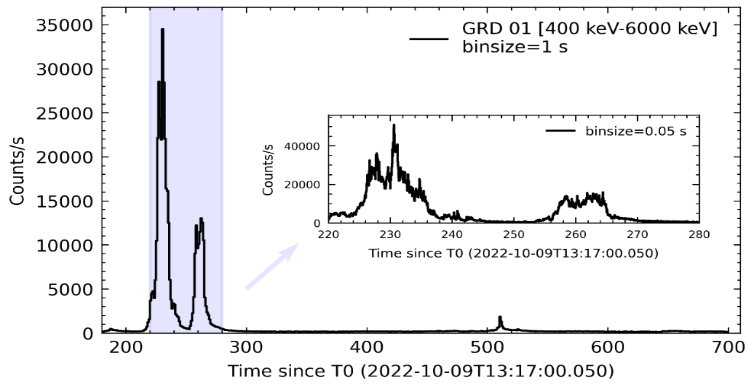 35000
30000
25000
20000
15000
10000
5000
0
Counts/s
GRD 01 [400 keV-6000 keV]
binsize=1 s
binsize=0.05 s
40000
20000
0
Counts/s
220 230 240 250 260 270 280
Time since T0 (2022-10-09T13:17:00.050)
200 300 400 500 600 700
Time since T0 (2022-10-09T13:17:00.050)